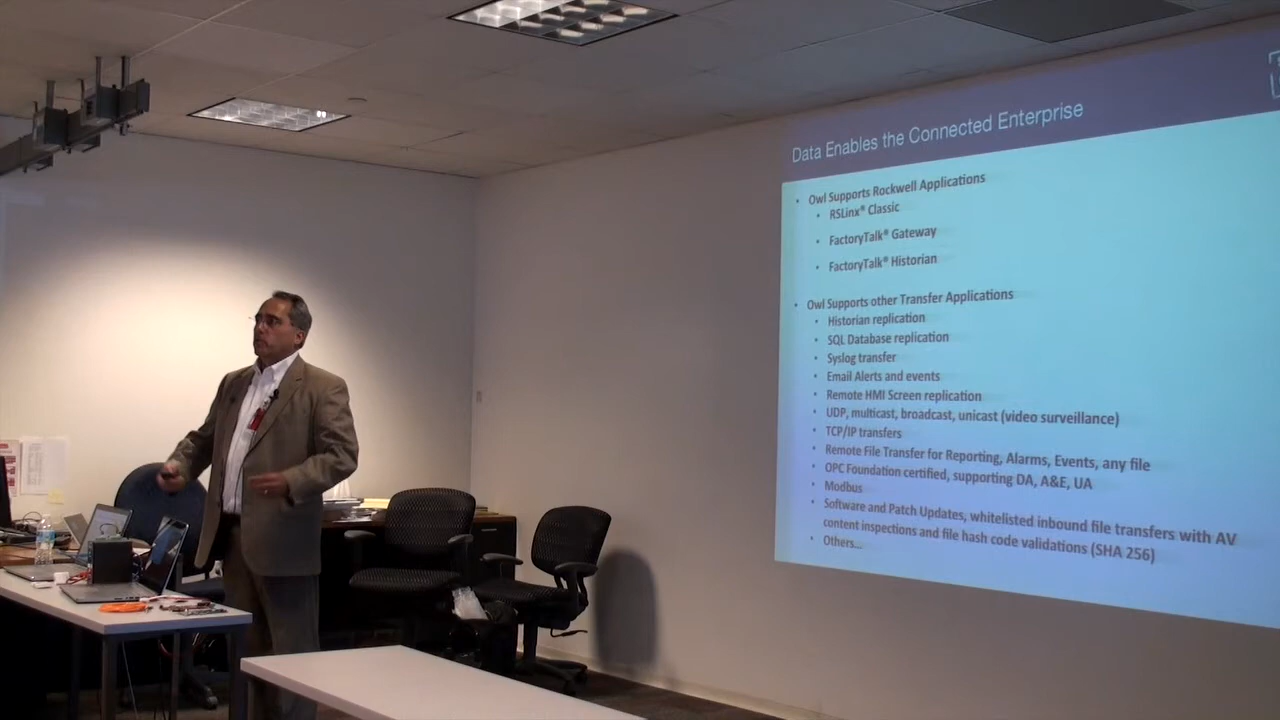 Data Enables the Connected Enterprise
• Owl Supports Rockwell Applications
• RSLinx® Classic
• FactoryTalk® Gateway
• FactoryTalk® Historian
• Owl Supports other Transfer Applications
• Historian replication
• SQL Database replication
• Syslog transfer
• Email Alerts and events
• Remote HMI Screen replication
• UDP, multicast, broadcast, unicast (video surveillance)
• TCP/IP transfers
• Remote File Transfer for Reporting, Alarms, Events, any file
• OPC Foundation certified, supporting DA, A&E, UA
• Modbus
• Software and Patch Updates, whitelisted inbound file transfers with AV
content inspections and file hash code validations (SHA 256)
• Others...